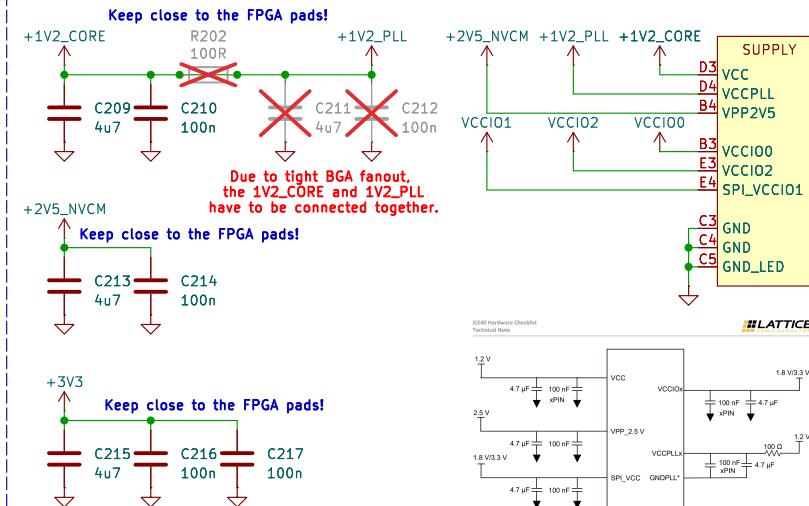 Keep close to the FPGA pads!
+1V2_CORE
R202
100R
+1V2_PLL
C209
4u7
C210
100n
C211
4u7
C212
100n
Due to tight BGA fanout,
the 1V2_CORE and 1V2_PLL
have to be connected together.
+2V5_NVCM
Keep close to the FPGA pads!
C213
4u7
C214
100n
+3V3
Keep close to the FPGA pads!
C215
4u7
C216
100n
C217
100n
+2V5_NVCM
+1V2_PLL
+1V2_CORE
SUPPLY
D3
VCC
D4
VCCPLL
B4
VPP2V5
VCCIO1
VCCIO2
VCCIO0
B3
VCCIO0
E3
VCCIO2
E4
SPI_VCCIO1
C3
GND
C4
GND
C5
GND_LED
iCE40 Hardware Checklist
Technical Note
LATTICE
1.2 V
4.7 µF
100 nF
xPIN
VCC
2.5 V
4.7 µF
100 nF
VPP_2.5 V
1.8 V/3.3 V
4.7 µF
100 nF
SPI_VCC
VCCIOx
1.8 V/3.3 V
100 nF
xPIN
4.7 µF
VCCPLLx
100 Ω
1.2 V
100 nF
xPIN
4.7 µF
GNDPLL*